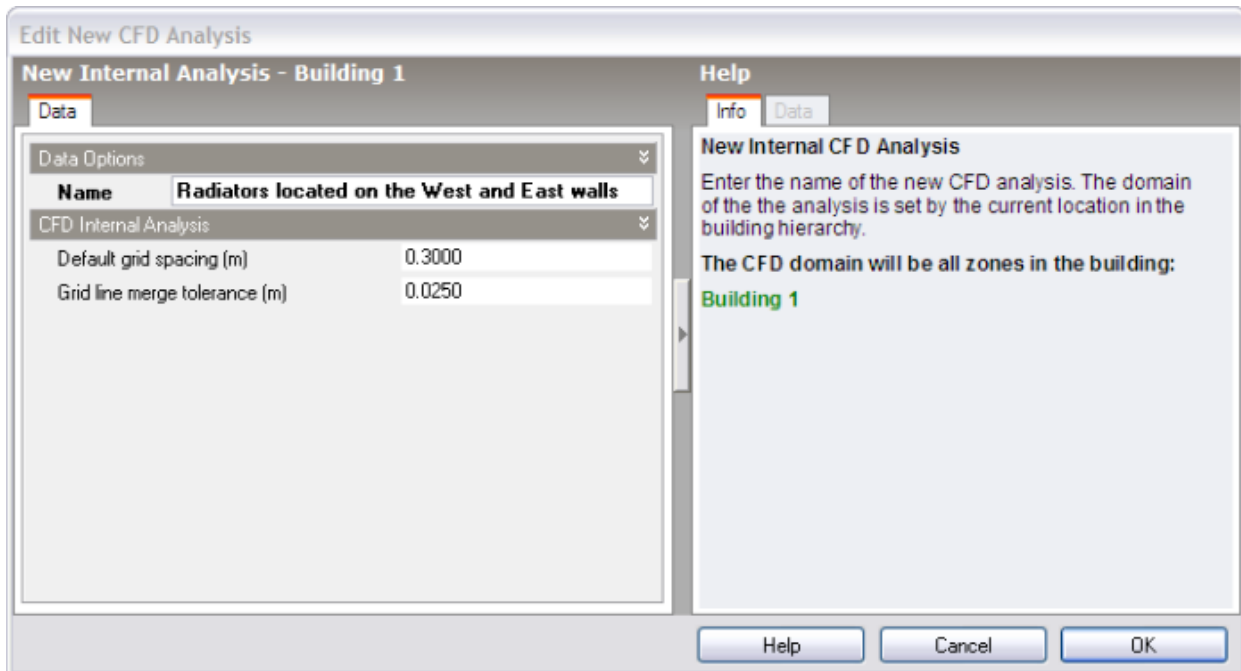 Edit New CFD Analysis
New Internal Analysis - Building 1
Data
Data Options
Name Radiators located on the West and East walls
CFD Internal Analysis
Default grid spacing (m) 0.3000
Grid line merge tolerance (m) 0.0250
Help
Info Data
New Internal CFD Analysis
Enter the name of the new CFD analysis. The domain
of the the analysis is set by the current location in the
building hierarchy.
The CFD domain will be all zones in the building:
Building 1
Help Cancel OK